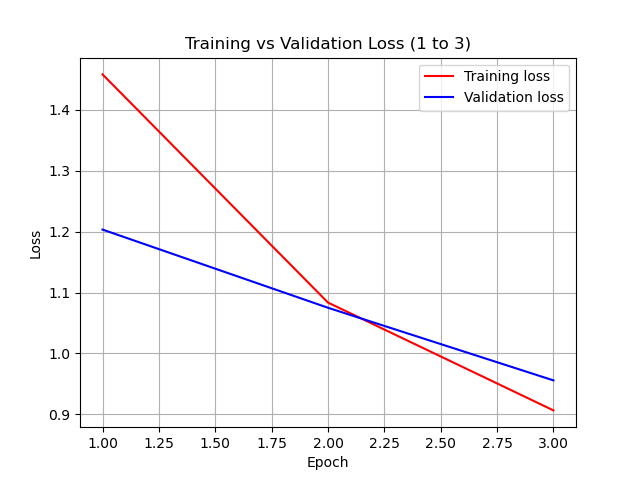 Training vs Validation Loss (1 to 3)
Training loss
Validation loss
Loss
1.4
1.3
1.2
1.1
1.0
0.9
1.00 1.25 1.50 1.75 2.00 2.25 2.50 2.75 3.00
Epoch